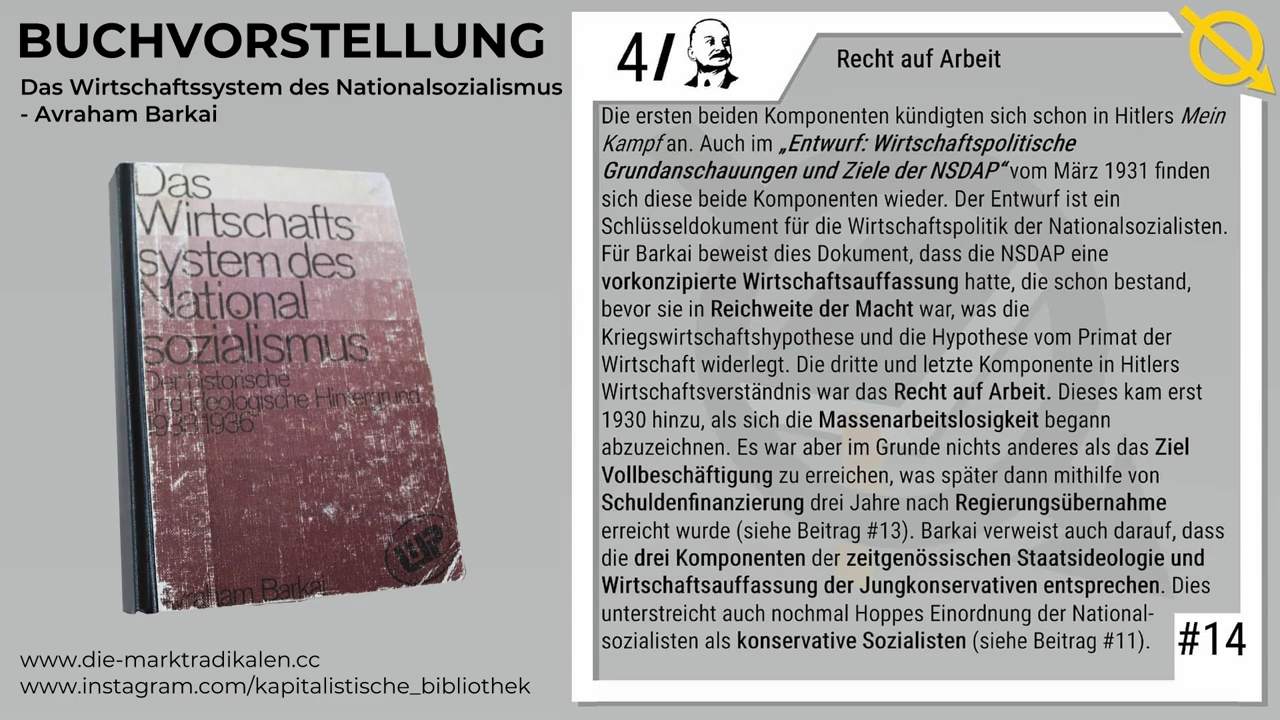 BUCHVORSTELLUNG
Das Wirtschaftssystem des Nationalsozialismus
- Avraham Barkai
Das
Wirtschafts
system des
National
sozialismus
Der historische
und ideologische Hintergrund
1933-1936
Avraham Barkai
www.die-marktradikalen.cc
www.instagram.com/kapitalistische_bibliothek
4/
Recht auf Arbeit
Die ersten beiden Komponenten kündigten sich schon in Hitlers Mein
Kampf an. Auch im „Entwurf: Wirtschaftspolitische
Grundanschauungen und Ziele der NSDAP“ vom März 1931 finden
sich diese beide Komponenten wieder. Der Entwurf ist ein
Schlüsseldokument für die Wirtschaftspolitik der Nationalsozialisten.
Für Barkai beweist dies Dokument, dass die NSDAP eine
vorkonzipierte Wirtschaftsauffassung hatte, die schon bestand,
bevor sie in Reichweite der Macht war, was die
Kriegswirtschaftshypothese und die Hypothese vom Primat der
Wirtschaft widerlegt. Die dritte und letzte Komponente in Hitlers
Wirtschaftsverständnis war das Recht auf Arbeit. Dieses kam erst
1930 hinzu, als sich die Massenarbeitslosigkeit begann
abzuzeichnen. Es war aber im Grunde nichts anderes als das Ziel
Vollbeschäftigung zu erreichen, was später dann mithilfe von
Schuldenfinanzierung drei Jahre nach Regierungsübernahme
erreicht wurde (siehe Beitrag #13). Barkai verweist auch darauf, dass
die drei Komponenten der zeitgenössischen Staatsideologie und
Wirtschaftsauffassung der Jungkonservativen entsprechen. Dies
unterstreicht auch nochmal Hoppes Einordnung der National-
sozialisten als konservative Sozialisten (siehe Beitrag #11).
#14